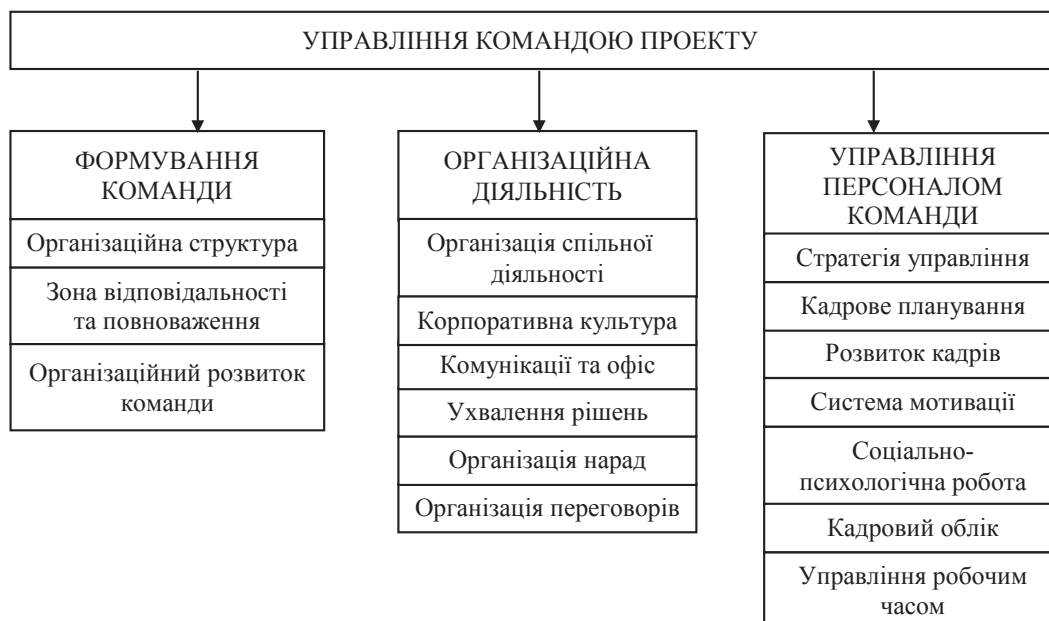 УПРАВЛІННЯ КОМАНДОЮ ПРОЕКТУ
ФОРМУВАННЯ
КОМАНДИ
Організаційна структура
Зона відповідальності
та повноваження
Організаційний розвиток
команди
ОРГАНІЗАЦІЙНА
ДІЯЛЬНІСТЬ
Організація спільної
діяльності
Корпоративна культура
Комунікації та офіс
Ухвалення рішень
Організація нарад
Організація переговорів
УПРАВЛІННЯ
ПЕРСОНАЛОМ
КОМАНДИ
Стратегія управління
Кадрове планування
Розвиток кадрів
Система мотивації
Соціально-
психологічна робота
Кадровий облік
Управління робочим
часом